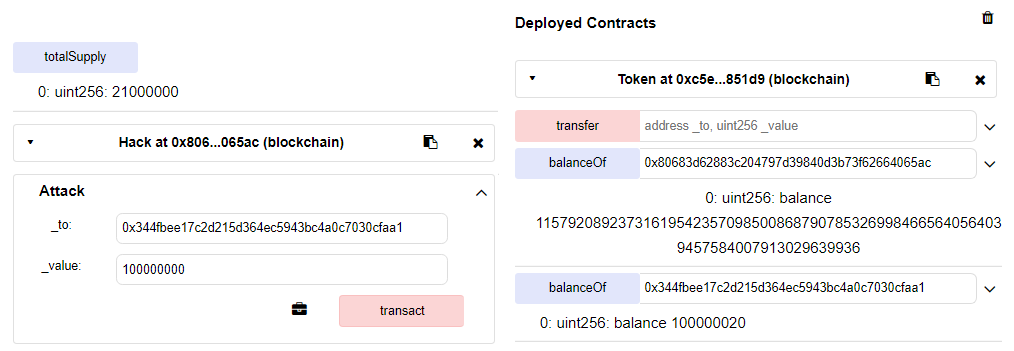 totalSupply
0: uint256: 21000000
Hack at 0x806...065ac (blockchain)
Attack
_to:
0x344fbee17c2d215d364ec5943bc4a0c7030cfaa1
_value:
100000000
transact
Deployed Contracts
Token at 0xc5e...851d9 (blockchain)
transfer
address _to, uint256 _value
balanceOf
0x80683d62883c204797d39840d3b73f62664065ac
0: uint256: balance
11579208923731619542357098500868790785326998466564056403
9457584007913029639936
balanceOf
0x344fbee17c2d215d364ec5943bc4a0c7030cfaa1
0: uint256: balance 100000020